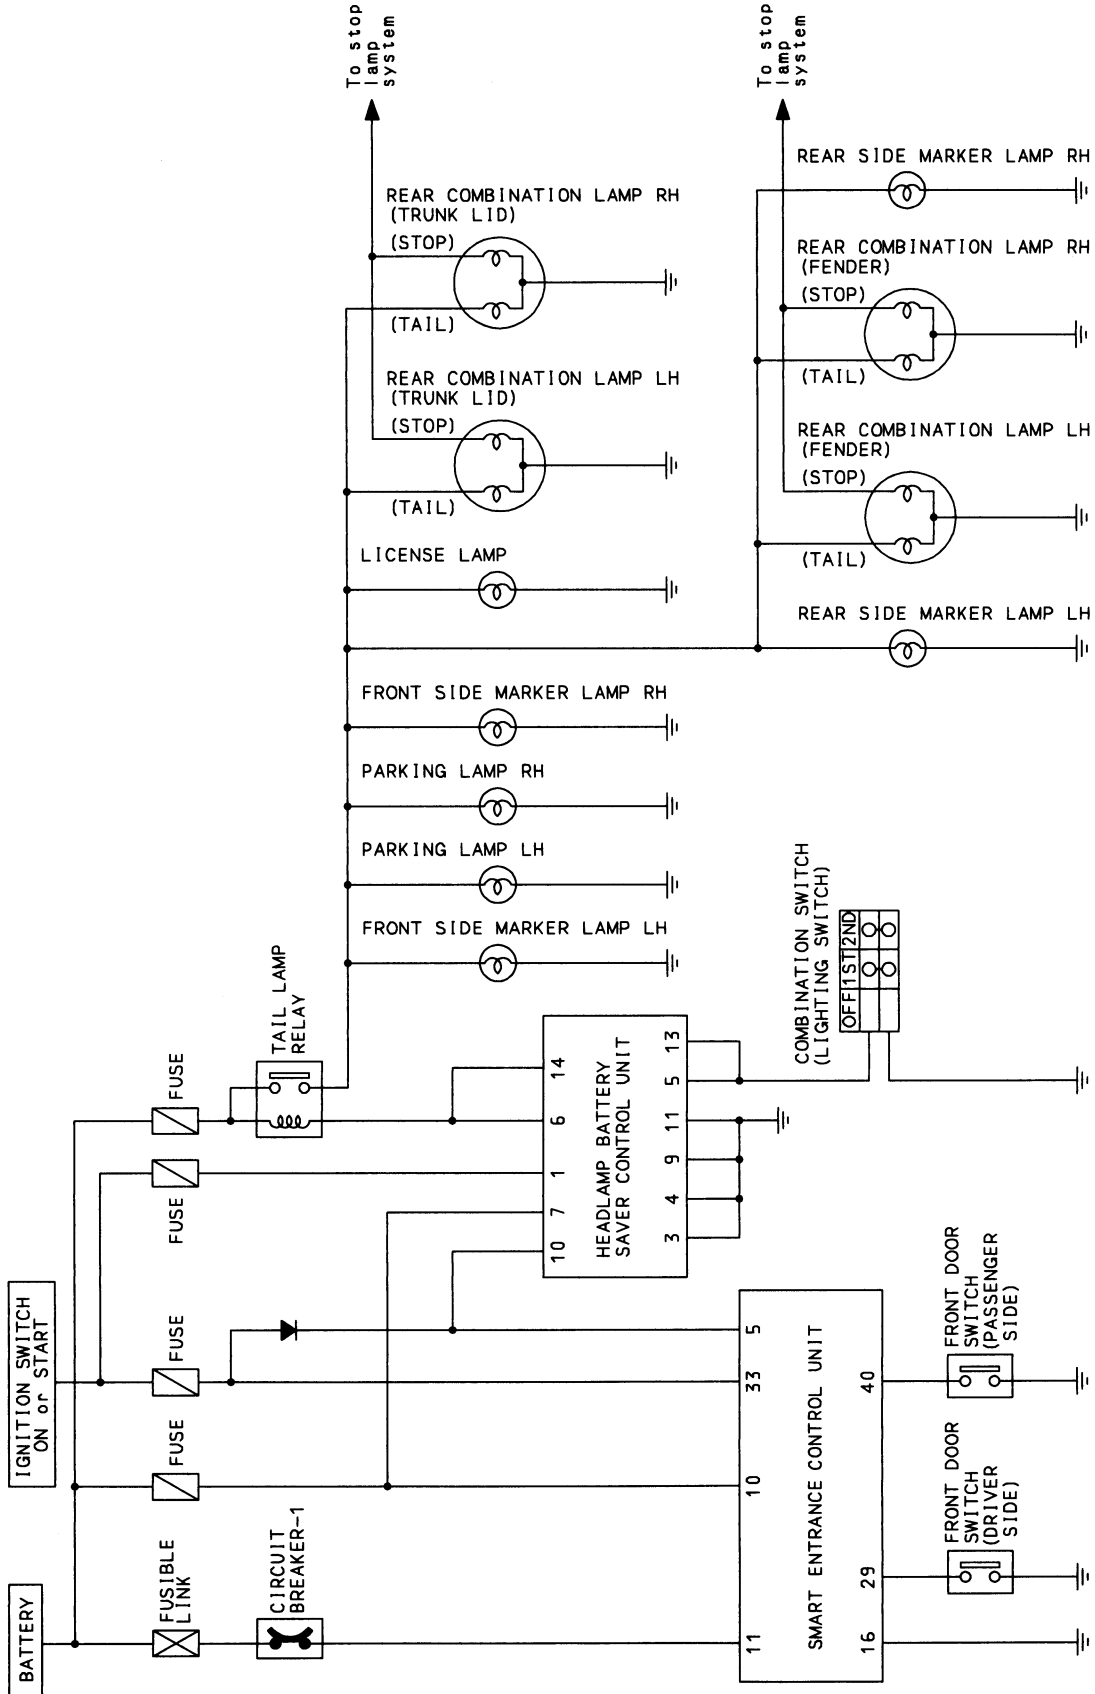 To stop
lamp
system
To stop
lamp
system
REAR SIDE MARKER LAMP RH
REAR COMBINATION LAMP RH
(TRUNK LID)
(STOP)
(TAIL)
REAR COMBINATION LAMP RH
(FENDER)
(STOP)
(TAIL)
REAR COMBINATION LAMP LH
(TRUNK LID)
(STOP)
(TAIL)
REAR COMBINATION LAMP LH
(FENDER)
(STOP)
(TAIL)
LICENSE LAMP
REAR SIDE MARKER LAMP LH
FRONT SIDE MARKER LAMP RH
PARKING LAMP RH
PARKING LAMP LH
FRONT SIDE MARKER LAMP LH
COMBINATION SWITCH
(LIGHTING SWITCH)
OFF 1ST 2ND
TAIL LAMP
RELAY
FUSE
FUSE
HEADLAMP BATTERY
SAVER CONTROL UNIT
14
6
1
7
10
13
5
11
9
4
3
IGNITION SWITCH
ON or START
FUSE
FUSE
SMART ENTRANCE CONTROL UNIT
5
33
10
11
40
29
16
FRONT DOOR
SWITCH
(PASSENGER
SIDE)
FRONT DOOR
SWITCH
(DRIVER
SIDE)
BATTERY
FUSIBLE
LINK
CIRCUIT
BREAKER-1